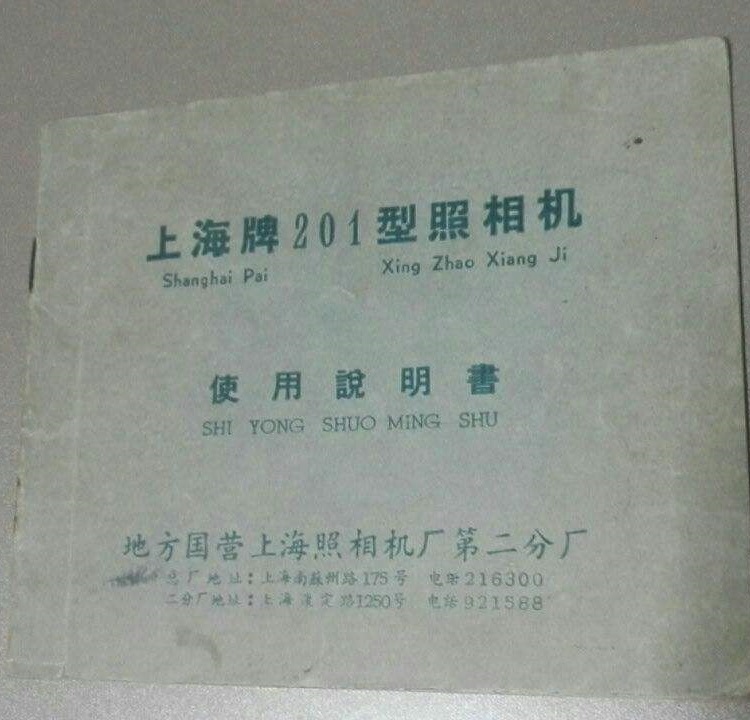 上海牌201型照相机
Shanghai Pai Xing Zhao Xiang Ji
使用說明書
SHI YONG SHUO MING SHU
地方国营上海照相机厂第二分厂
总厂地址：上海南蘇州路175号 电话216300
二分厂地址：上海 定路1250号 电话921588